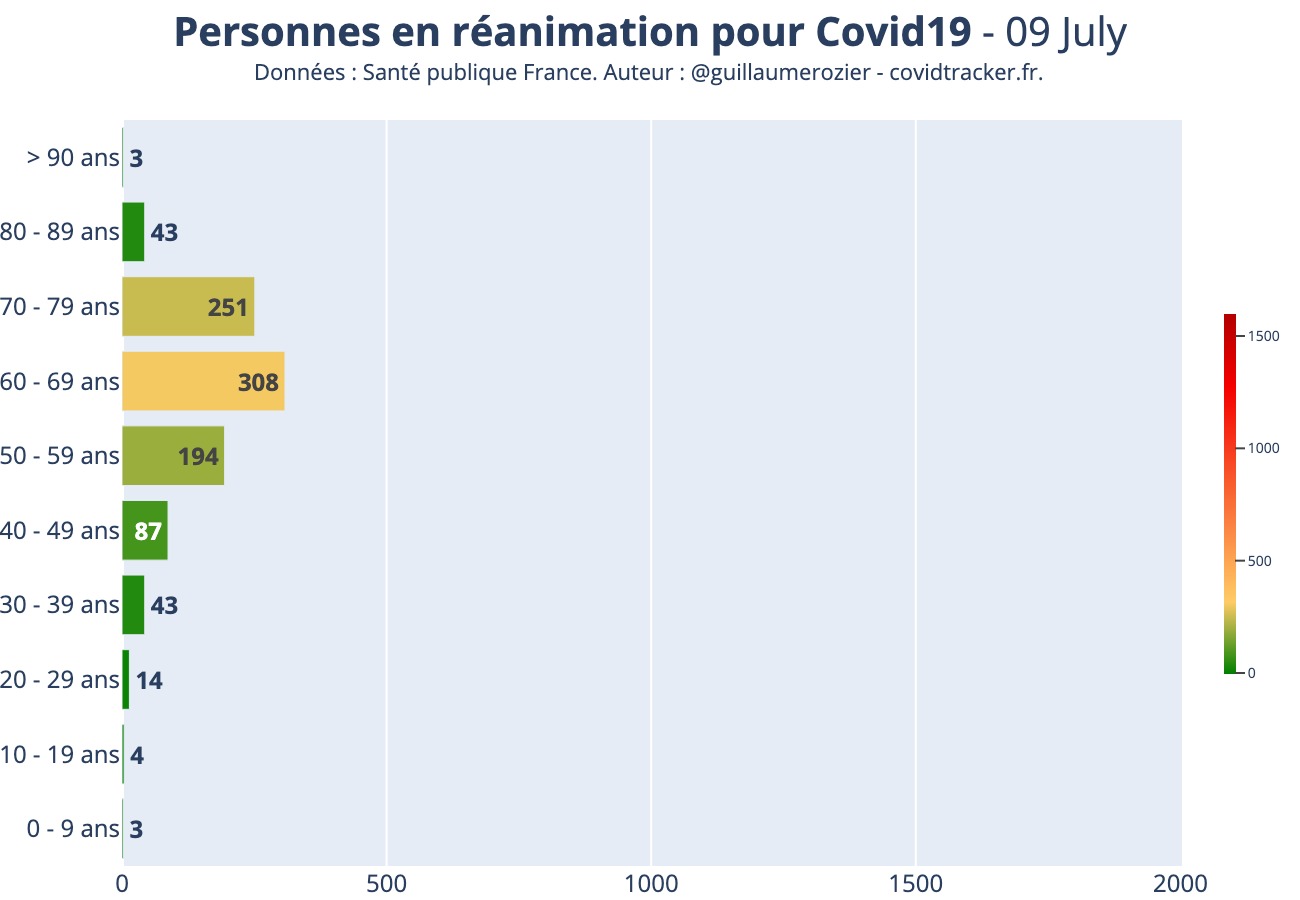 Personnes en réanimation pour Covid19 - 09 July
Données : Santé publique France. Auteur : @guillaumerozier - covidtracker.fr.
> 90 ans 3
80 - 89 ans 43
70 - 79 ans 251
60 - 69 ans 308
50 - 59 ans 194
40 - 49 ans 87
30 - 39 ans 43
20 - 29 ans 14
10 - 19 ans 4
0 - 9 ans 3
0 500 1000 1500 2000
1500
1000
500
0